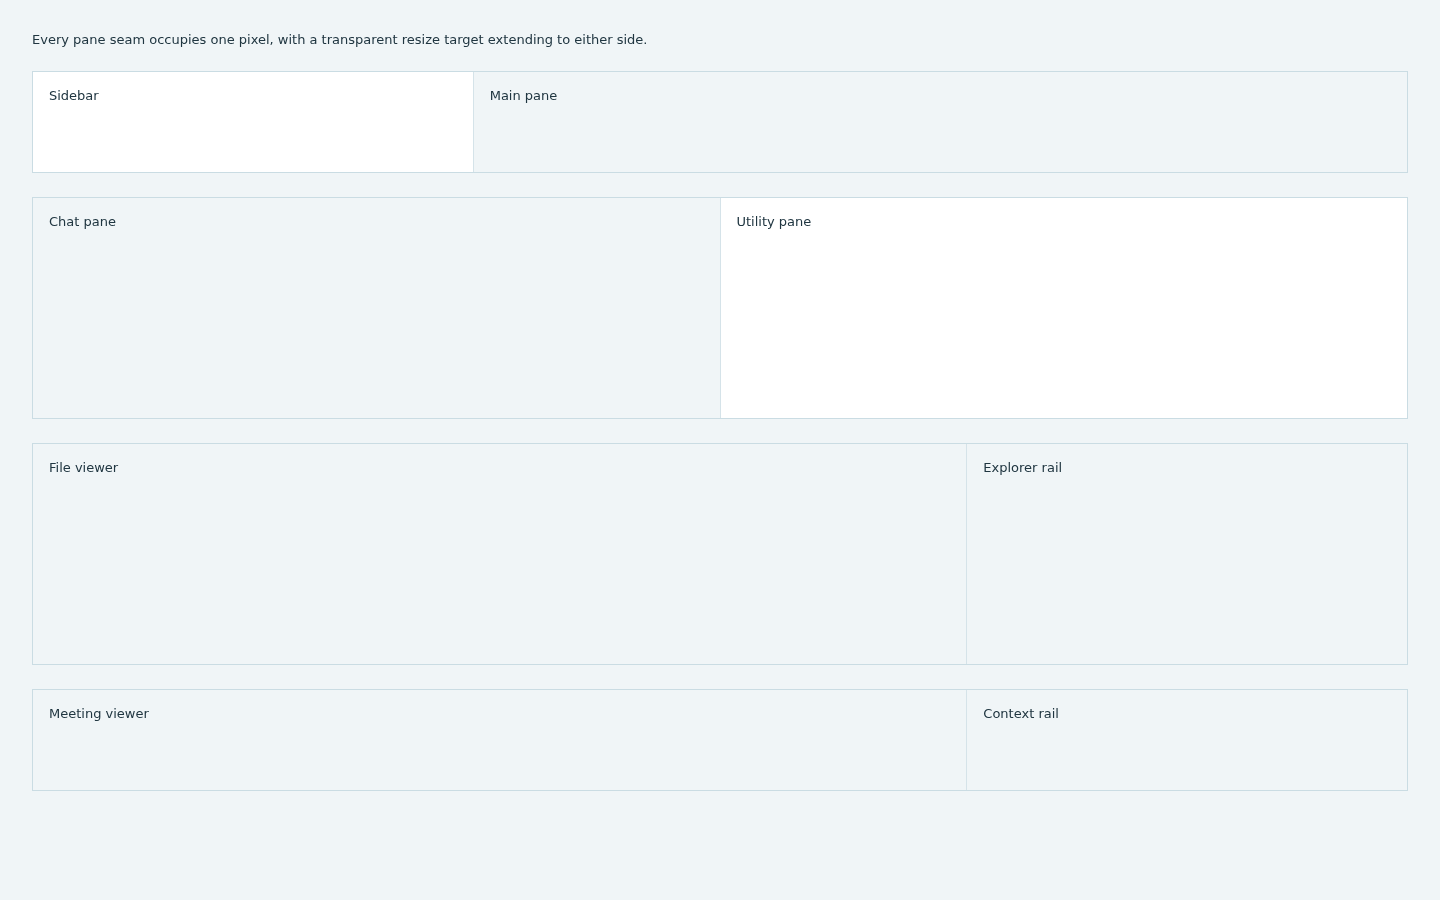 Every pane seam occupies one pixel, with a transparent resize target extending to either side.
Sidebar
Main pane
Chat pane
Utility pane
File viewer
Explorer rail
Meeting viewer
Context rail